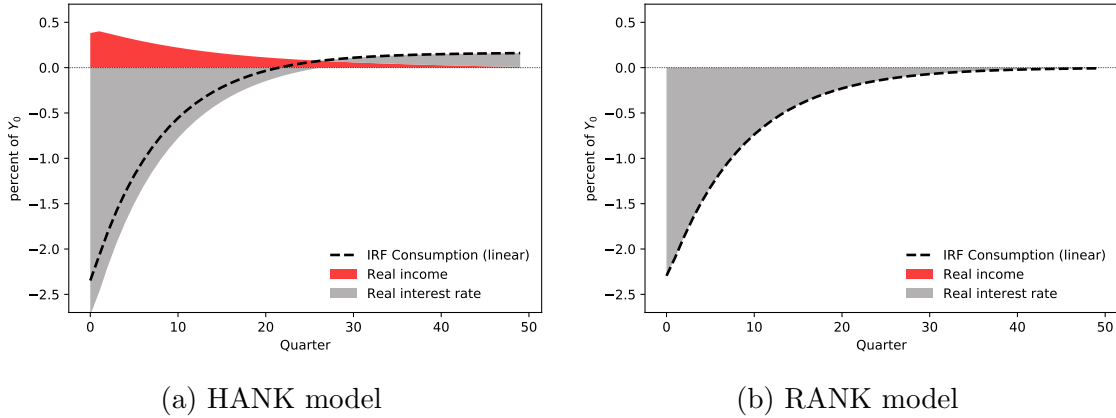 0.5
0.0
−0.5
−1.0
−1.5
−2.0
−2.5
percent of Y₀
0
10
20
30
40
50
Quarter
IRF Consumption (linear)
Real income
Real interest rate
(a) HANK model
0.5
0.0
−0.5
−1.0
−1.5
−2.0
−2.5
percent of Y₀
0
10
20
30
40
50
Quarter
IRF Consumption (linear)
Real income
Real interest rate
(b) RANK model